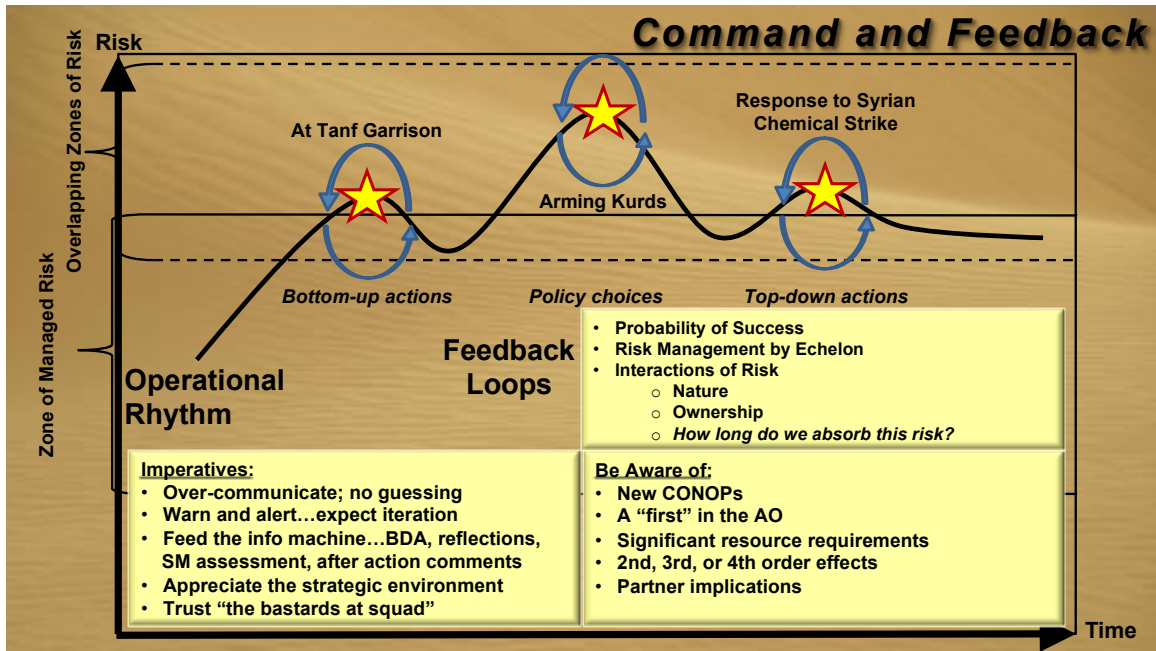 Command and Feedback
Risk
Overlapping Zones of Risk
Zone of Managed Risk
At Tanf Garrison
Arming Kurds
Response to Syrian
Chemical Strike
Bottom-up actions
Policy choices
Top-down actions
Operational
Rhythm
Feedback
Loops
• Probability of Success
• Risk Management by Echelon
• Interactions of Risk
o Nature
o Ownership
o How long do we absorb this risk?
Imperatives:
• Over-communicate; no guessing
• Warn and alert…expect iteration
• Feed the info machine…BDA, reflections,
SM assessment, after action comments
• Appreciate the strategic environment
• Trust “the bastards at squad”
Be Aware of:
• New CONOPs
• A “first” in the AO
• Significant resource requirements
• 2nd, 3rd, or 4th order effects
• Partner implications
Time